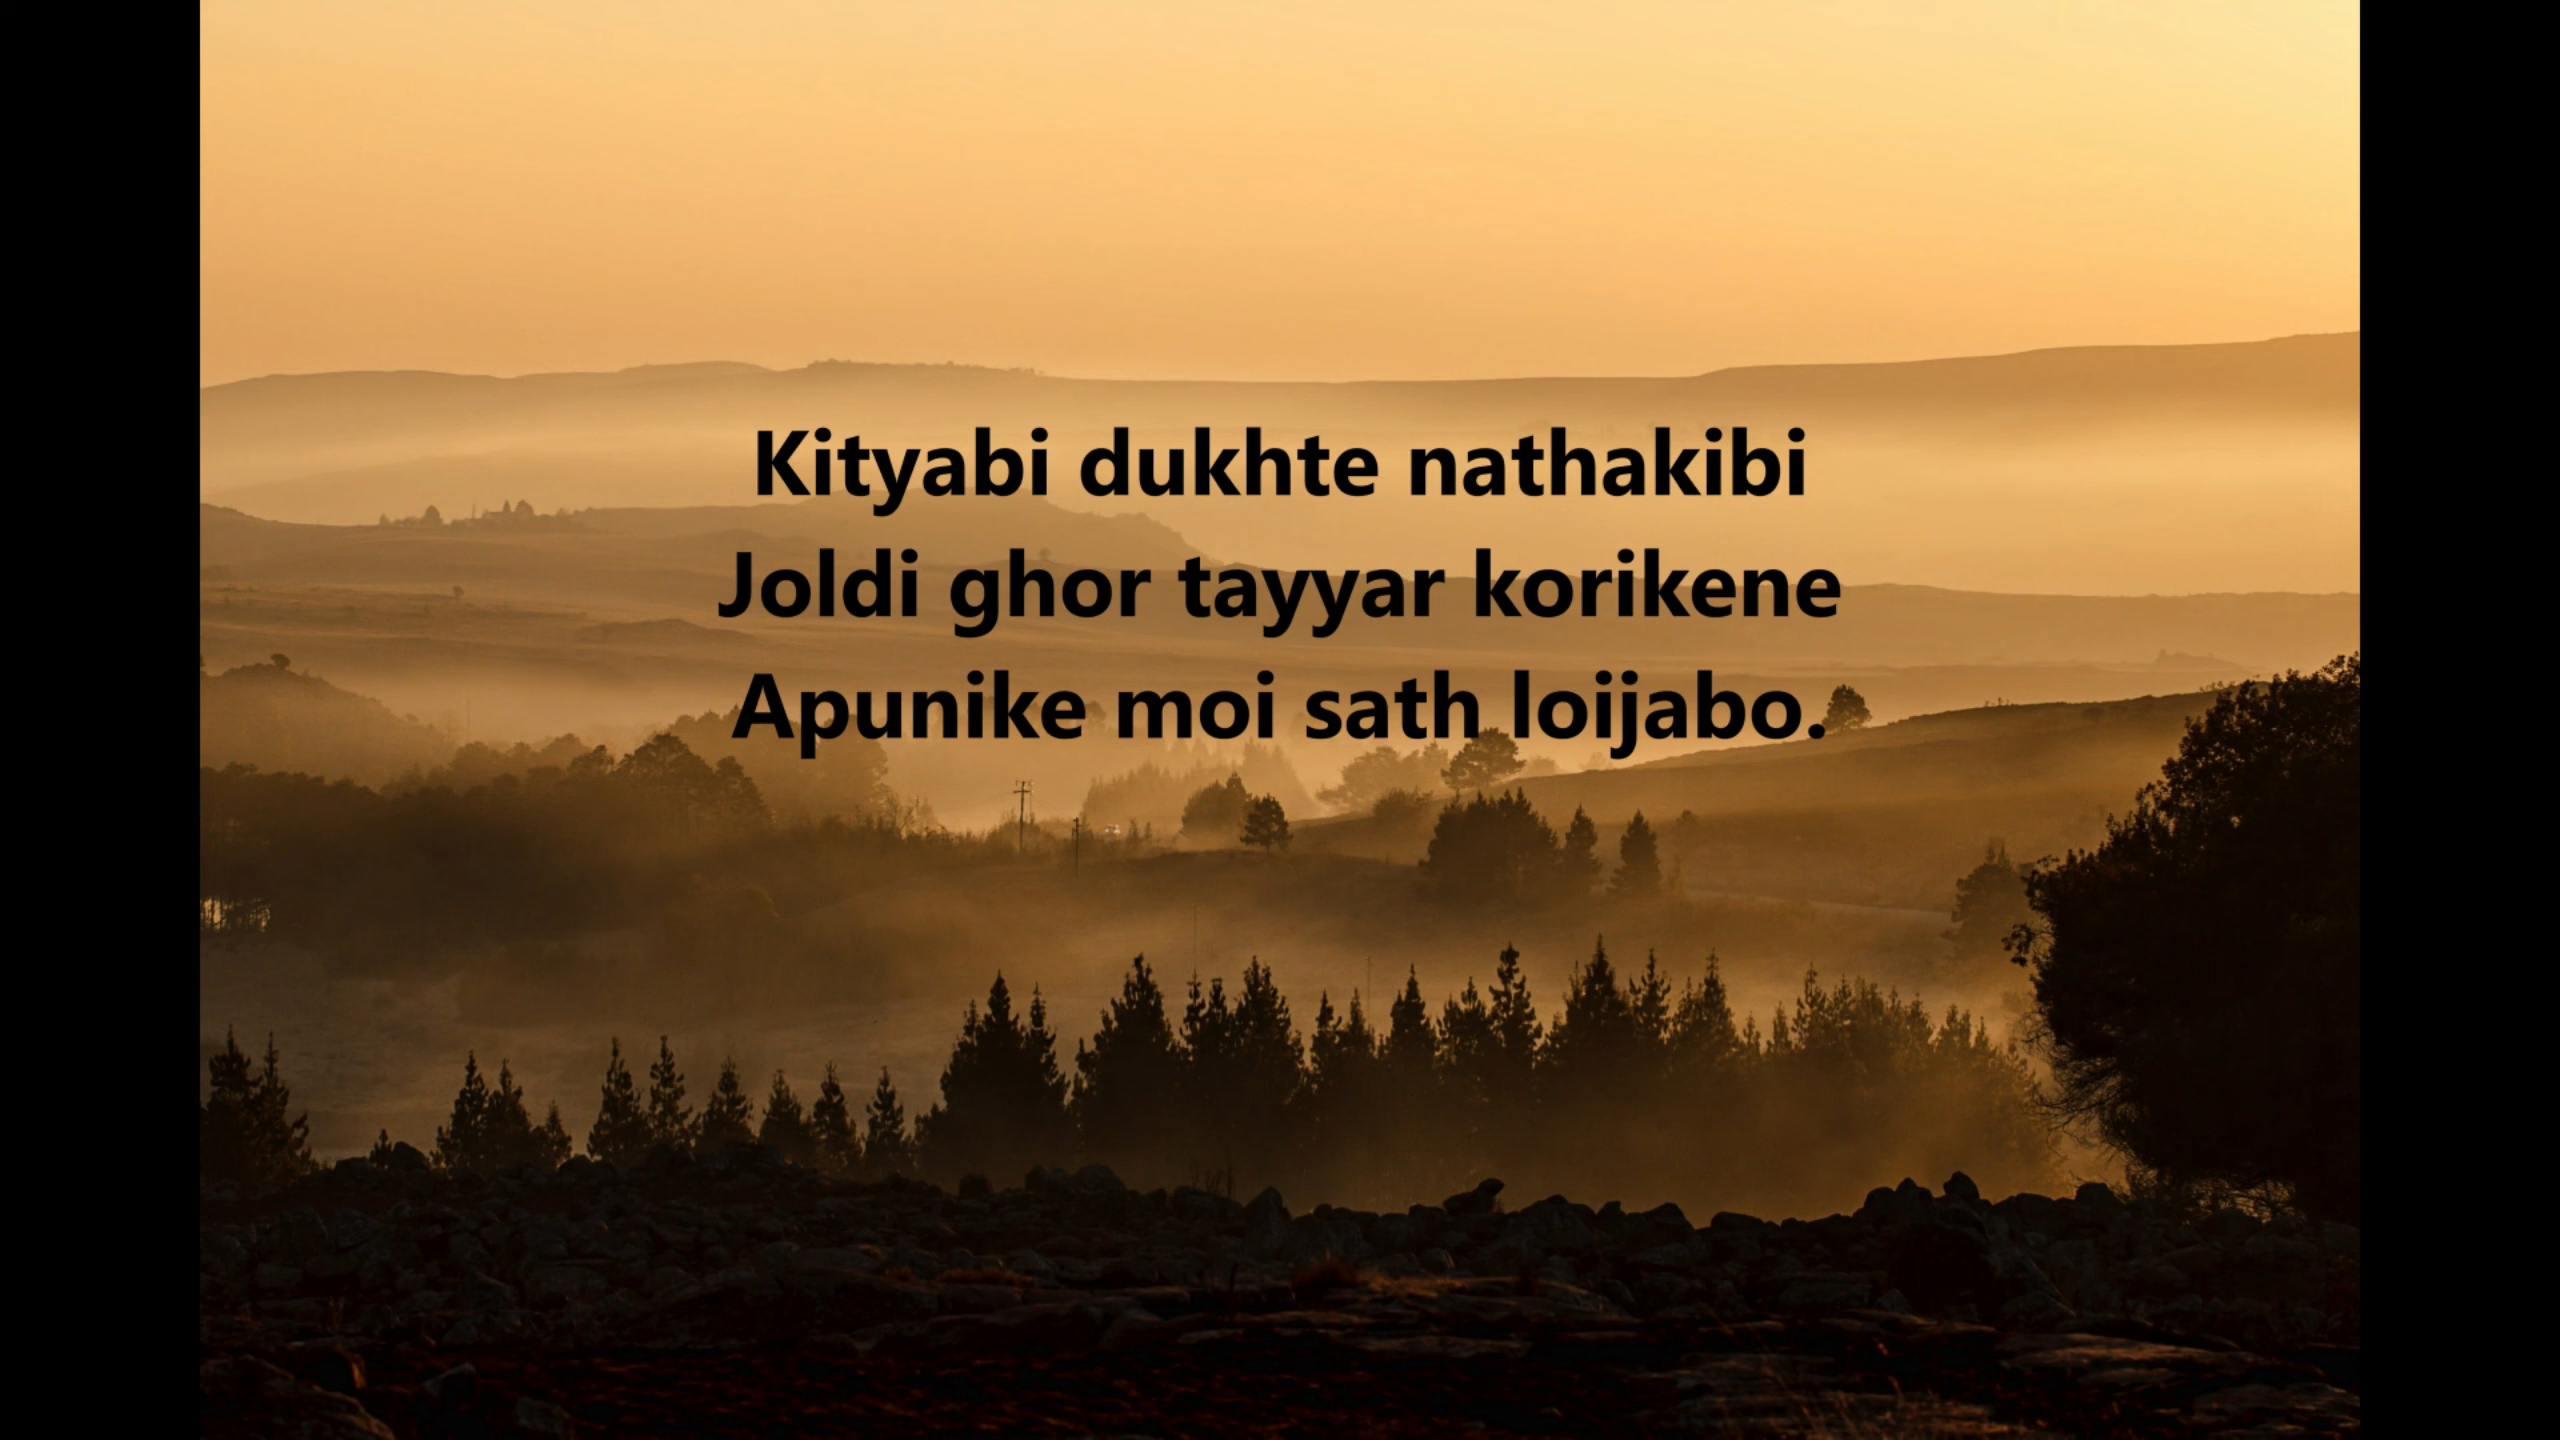 Kityabi dukhte nathakibi
Joldi ghor tayyar korikene
Apunike moi sath loijabo.